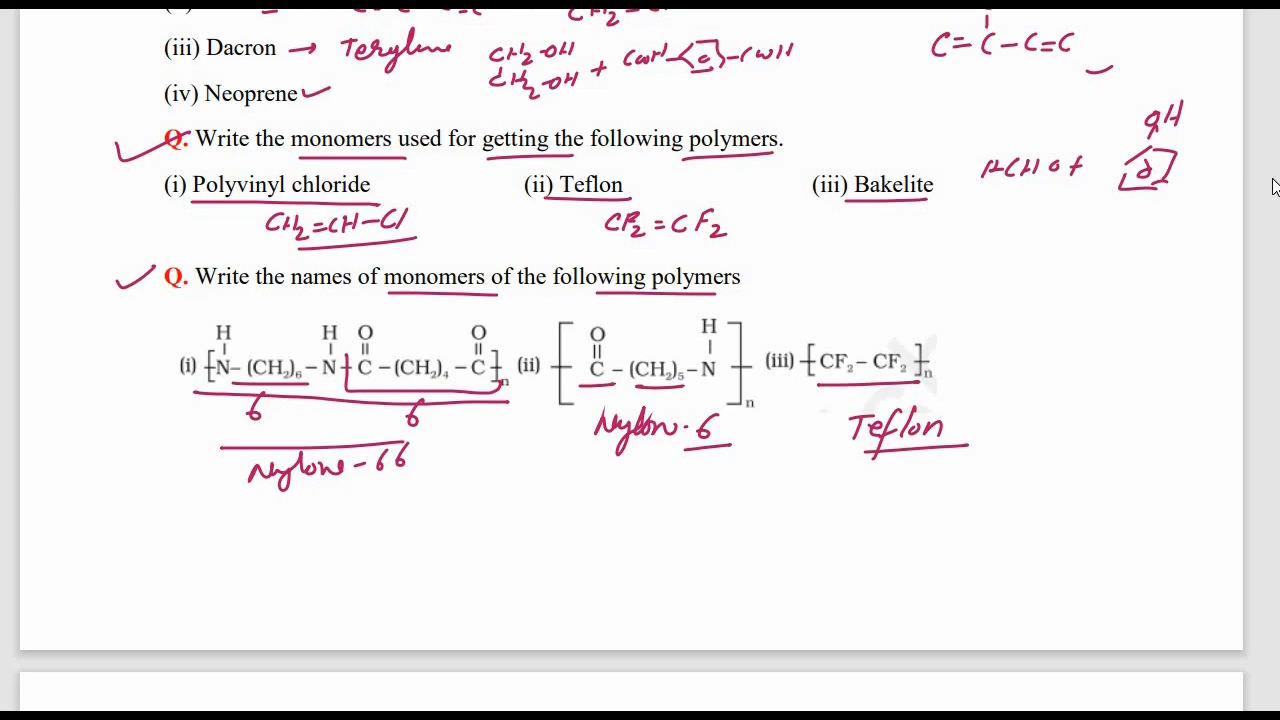 (iii) Dacron → Terylene CH2-OH CH2-OH + COOH- -COOH C=C-C=C
(iv) Neoprene
Q. Write the monomers used for getting the following polymers.
(i) Polyvinyl chloride (ii) Teflon (iii) Bakelite HCHO + OH
CH2=CH-Cl CF2=CF2
Q. Write the names of monomers of the following polymers
H H O O O H
(i) [N-(CH2)6-N-C-(CH2)4-C]n (ii) [C-(CH2)5-N]n (iii) [CF2-CF2]n
6 6 Nylon-6 Teflon
Nylone-66